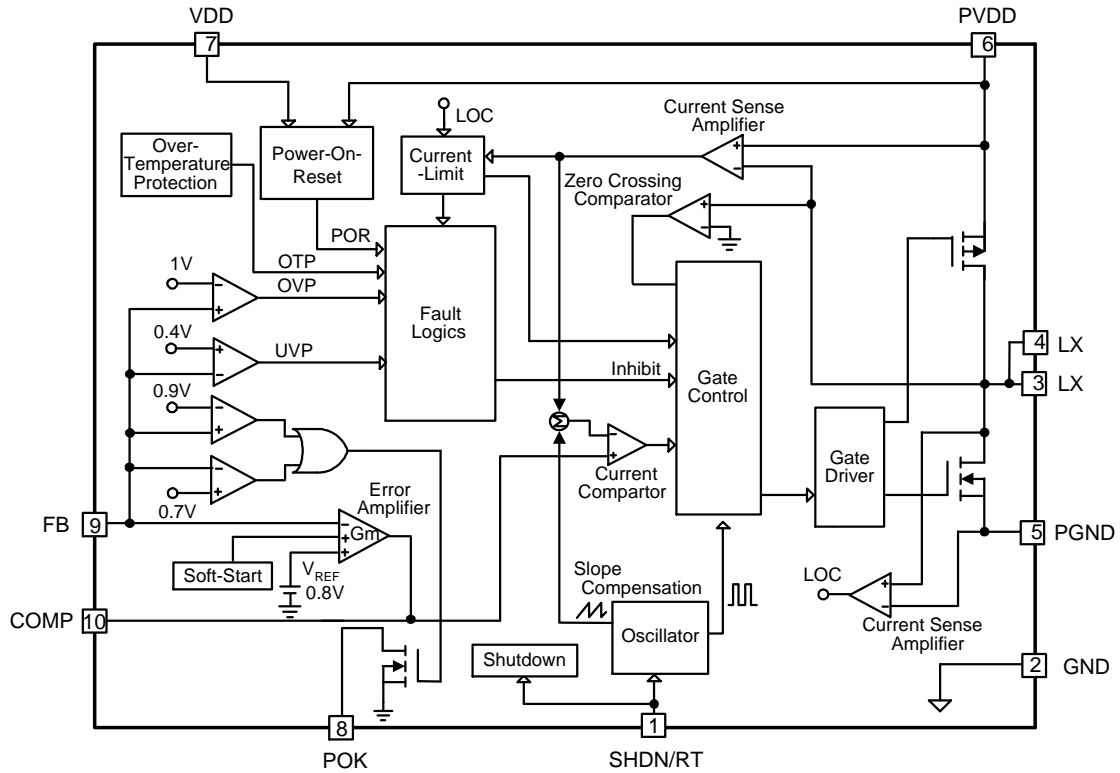 VDD
PVDD
7
6
LOC
Current Sense
Amplifier
+
-
Over-
Temperature
Protection
Power-On-
Reset
Current
-Limit
Zero Crossing
Comparator
+
-
POR
OTP
OVP
1V
-
+
Fault
Logics
0.4V
+
-
UVP
Inhibit
Gate
Control
4
LX
3
LX
0.9V
-
+
Σ
-
+
Current
Compartor
Gate
Driver
-
+
0.7V
Error
Amplifier
FB
9
-
+
+
Gm
5
PGND
Soft-Start
VREF
0.8V
Slope
Compensation
LOC
+
-
COMP
10
Oscillator
Current Sense
Amplifier
Shutdown
2
GND
8
1
POK
SHDN/RT